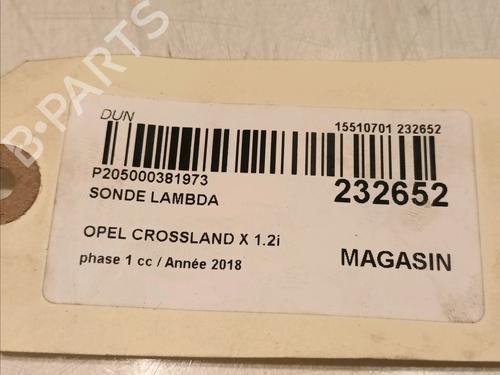 B-PARTS
DUN
15510701 232652
P205000381973
232652
SONDE LAMBDA
OPEL CROSSLAND X 1.2i
MAGASIN
phase 1 cc / Année 2018